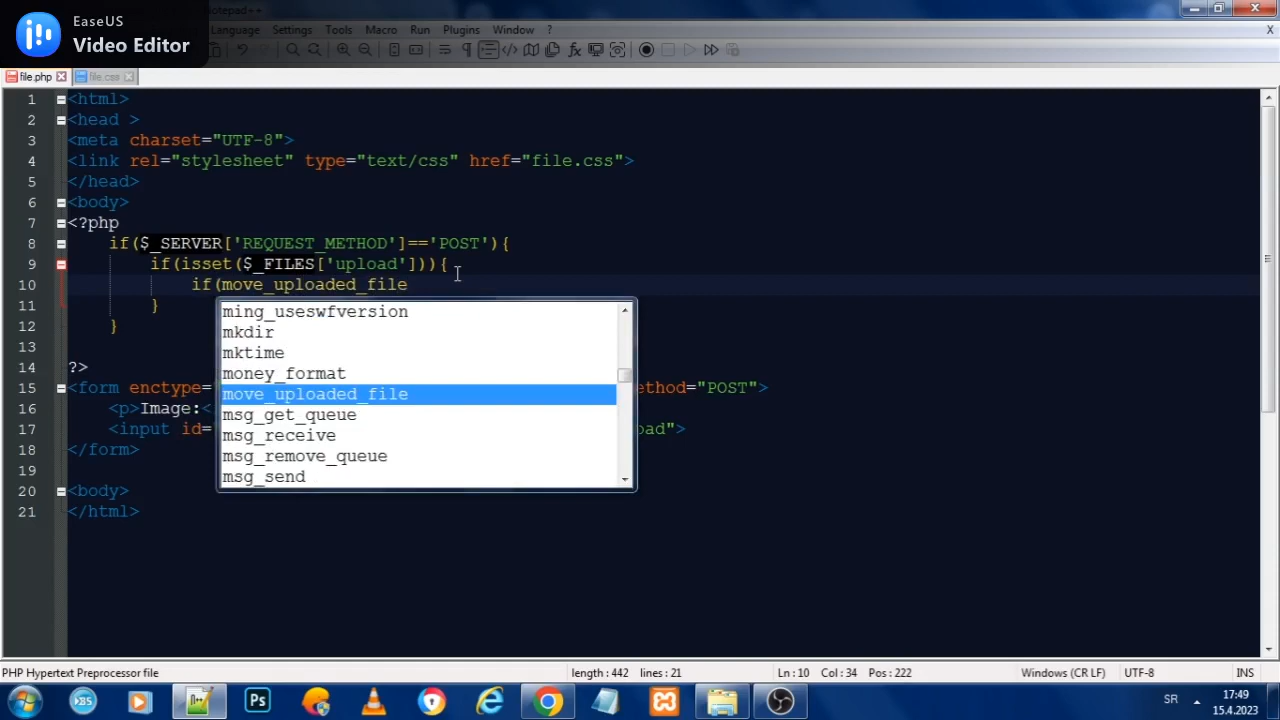 EaseUS
Video Editor
notepad++
Language Settings Tools Macro Run Plugins Window ? X
file.php file.css
1 <html>
2 <head >
3 <meta charset="UTF-8">
4 <link rel="stylesheet" type="text/css" href="file.css">
5 </head>
6 <body>
7 <?php
8 if($_SERVER['REQUEST_METHOD']=='POST'){
9 if(isset($_FILES['upload'])){
10 if(move_uploaded_file
11 }
12 }
13
14 ?>
15 <form enctype= ethod="POST">
16 <p>Image:<
17 <input id= oad">
18 </form>
19
20 <body>
21 </html>
ming_useswfversion
mkdir
mktime
money_format
move_uploaded_file
msg_get_queue
msg_receive
msg_remove_queue
msg_send
PHP Hypertext Preprocessor file length : 442 lines : 21 Ln : 10 Col : 34 Pos : 222 Windows (CR LF) UTF-8 INS
Ps SR 17:49
15.4.2023